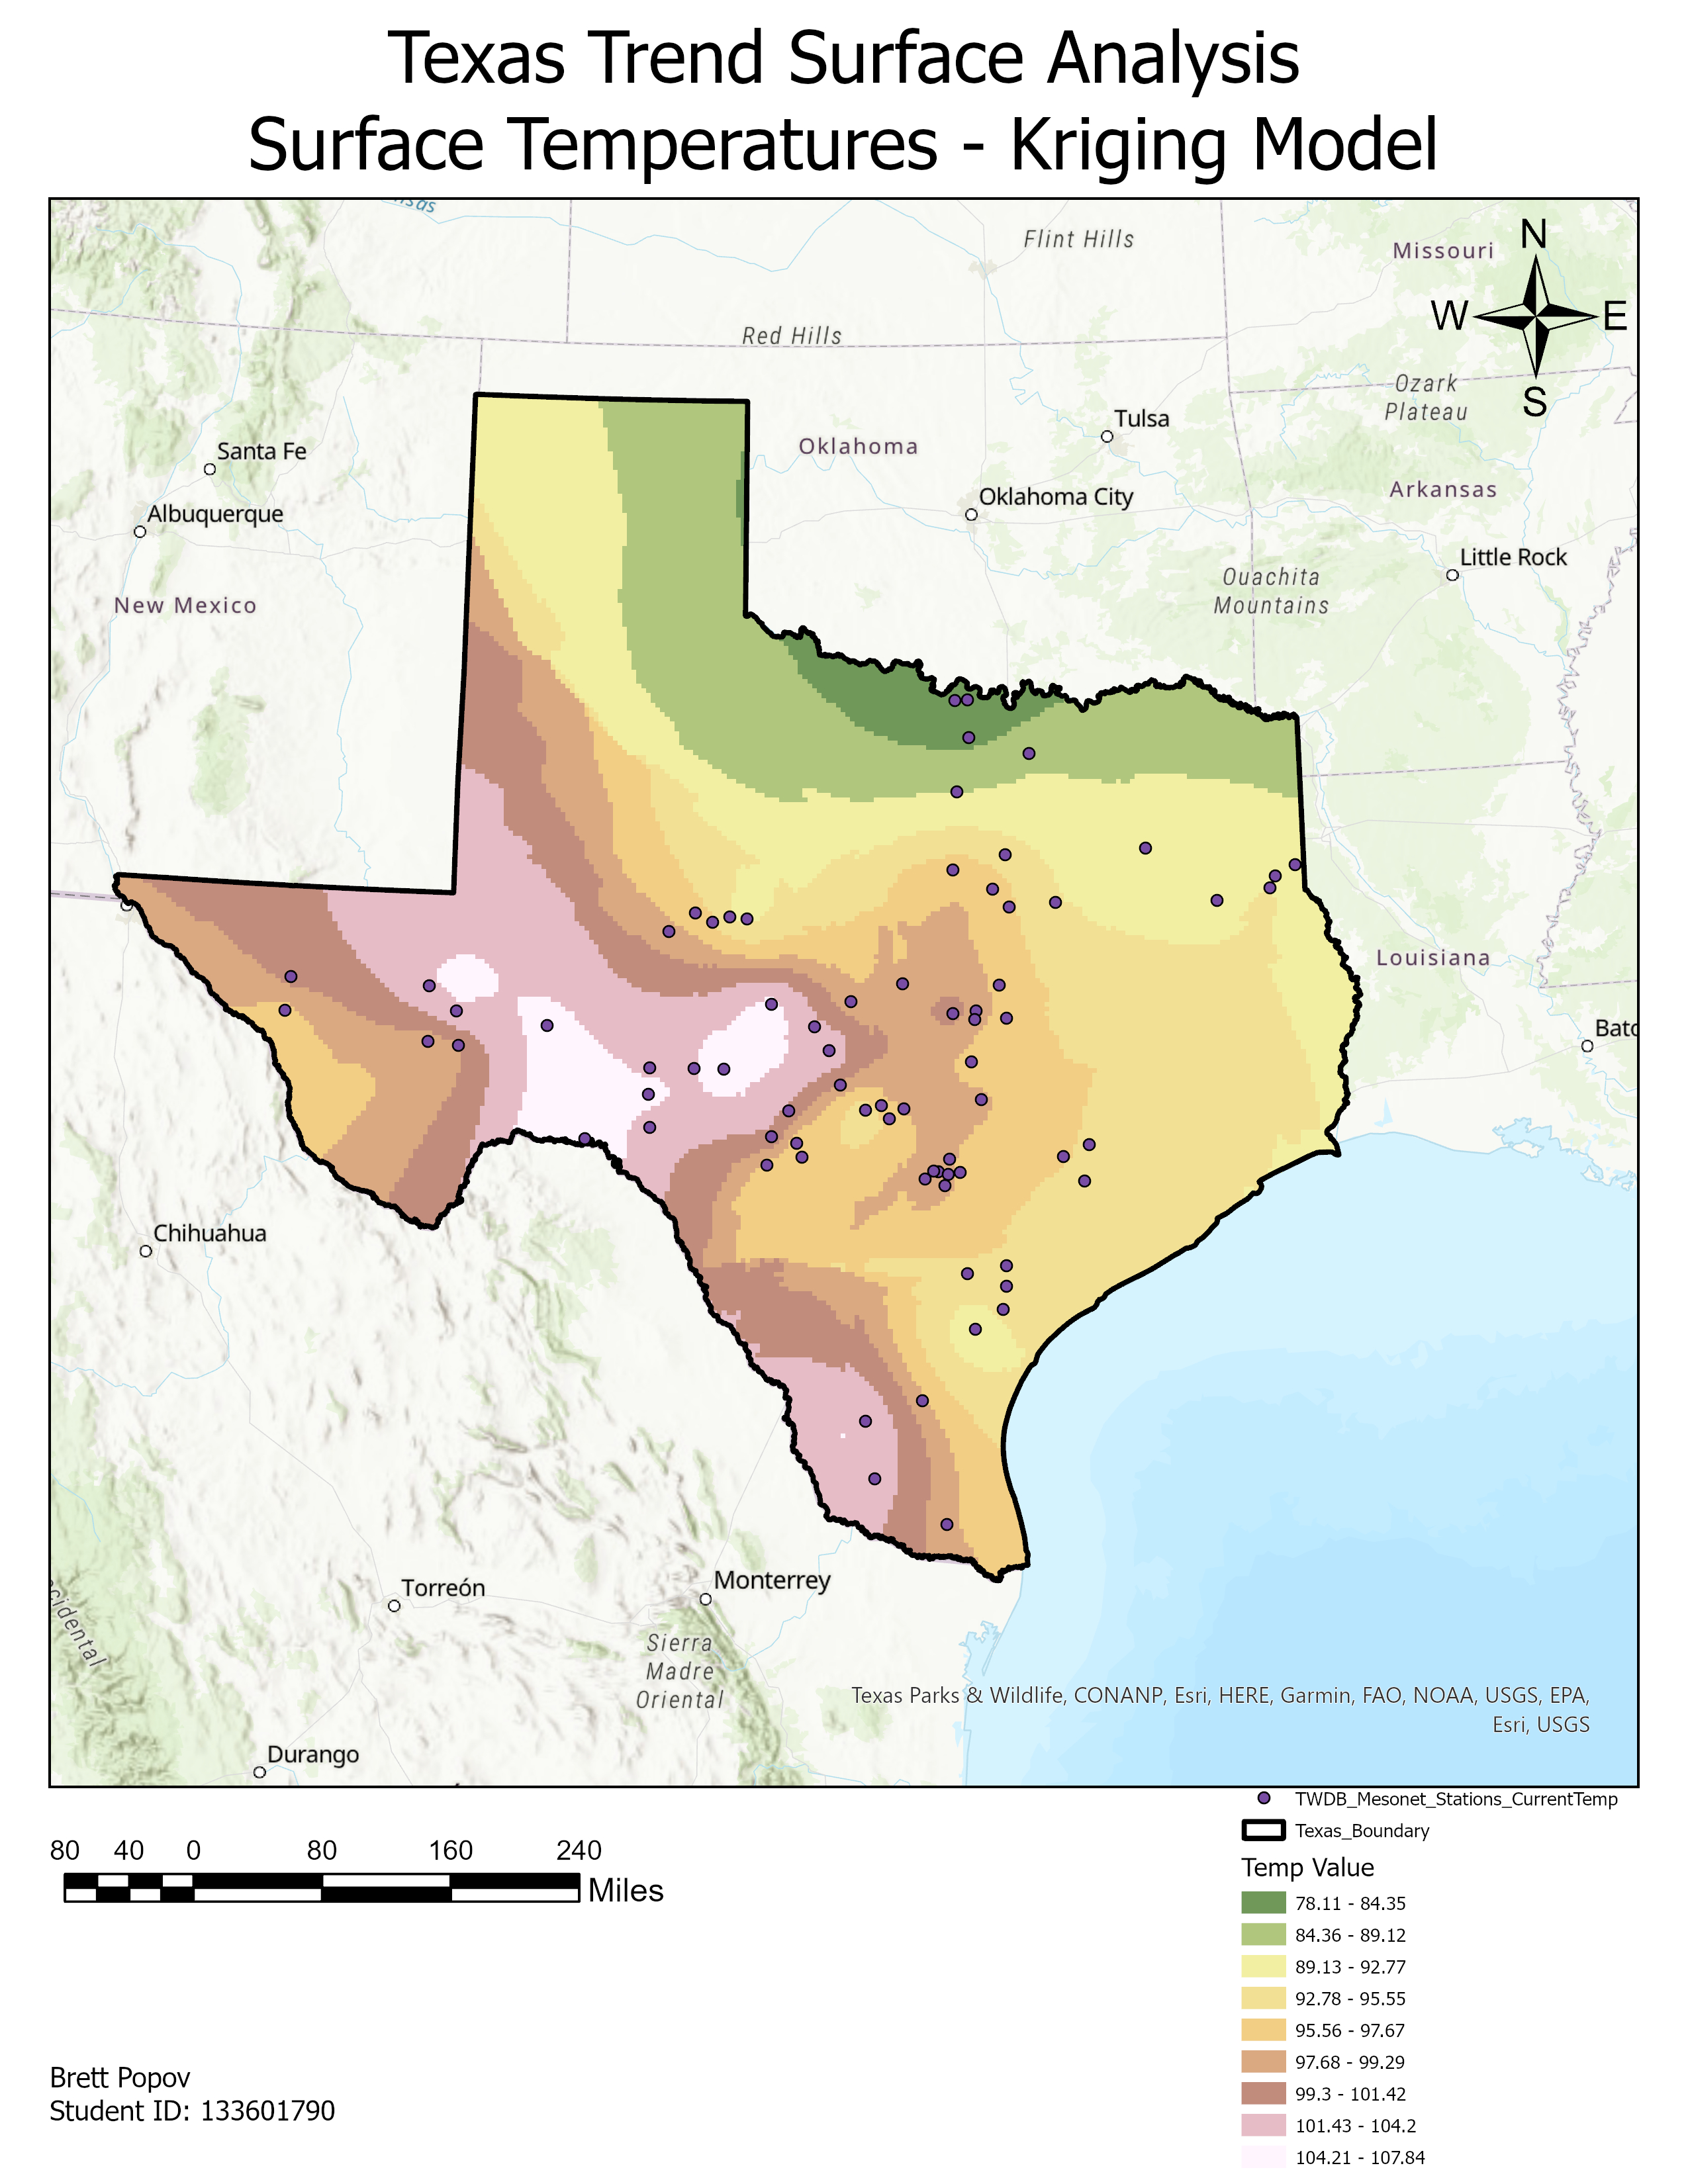 Texas Trend Surface Analysis
Surface Temperatures - Kriging Model
Flint Hills
Missouri
N
W
E
S
Red Hills
Ozark
Plateau
Tulsa
Oklahoma
Santa Fe
Arkansas
Oklahoma City
Albuquerque
Little Rock
Ouachita
Mountains
New Mexico
Louisiana
Chihuahua
Torreón
Monterrey
Sierra
Madre
Oriental
Texas Parks & Wildlife, CONANP, Esri, HERE, Garmin, FAO, NOAA, USGS, EPA,
Esri, USGS
Durango
TWDB_Mesonet_Stations_CurrentTemp
Texas_Boundary
80 40 0 80 160 240
Miles
Temp Value
78.11 - 84.35
84.36 - 89.12
89.13 - 92.77
92.78 - 95.55
95.56 - 97.67
97.68 - 99.29
99.3 - 101.42
101.43 - 104.2
104.21 - 107.84
Brett Popov
Student ID: 133601790